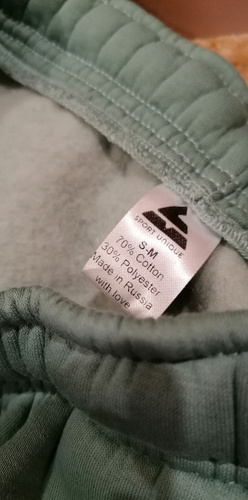 SPORT UNIQUE
S-M
70% Cotton
30% Polyester
Made in Russia
with love